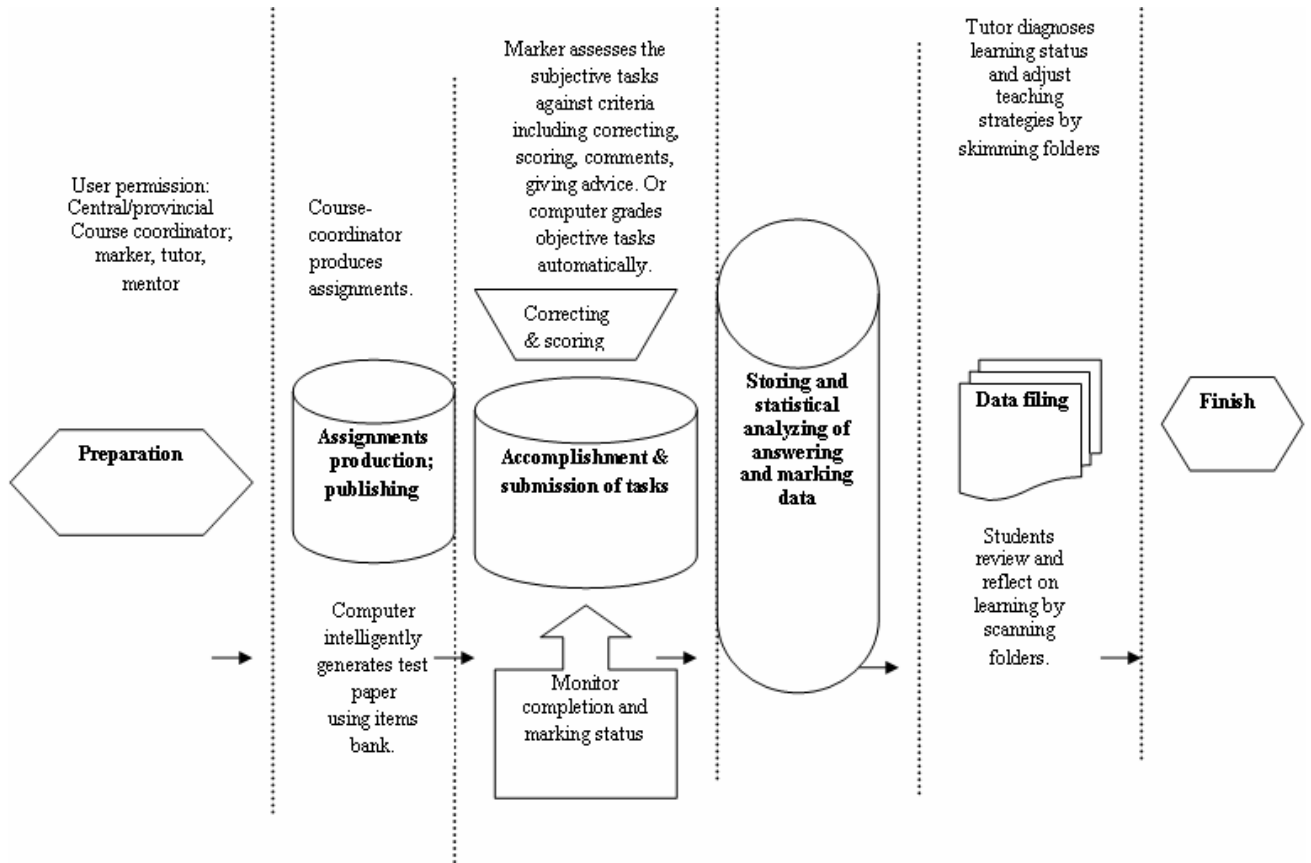 User permission:
Central/provincial
Course coordinator;
marker, tutor,
mentor
Preparation
Course-
coordinator
produces
assignments.
Assignments
production;
publishing
Computer
intelligently
generates test
paper
using items
bank.
Marker assesses the
subjective tasks
against criteria
including correcting,
scoring, comments,
giving advice. Or
computer grades
objective tasks
automatically.
Correcting
& scoring
Accomplishment &
submission of tasks
Monitor
completion and
marking status
Storing and
statistical
analyzing of
answering
and marking
data
Tutor diagnoses
learning status
and adjust
teaching
strategies by
skimming folders
Data filing
Students
review and
reflect on
learning by
scanning
folders.
Finish